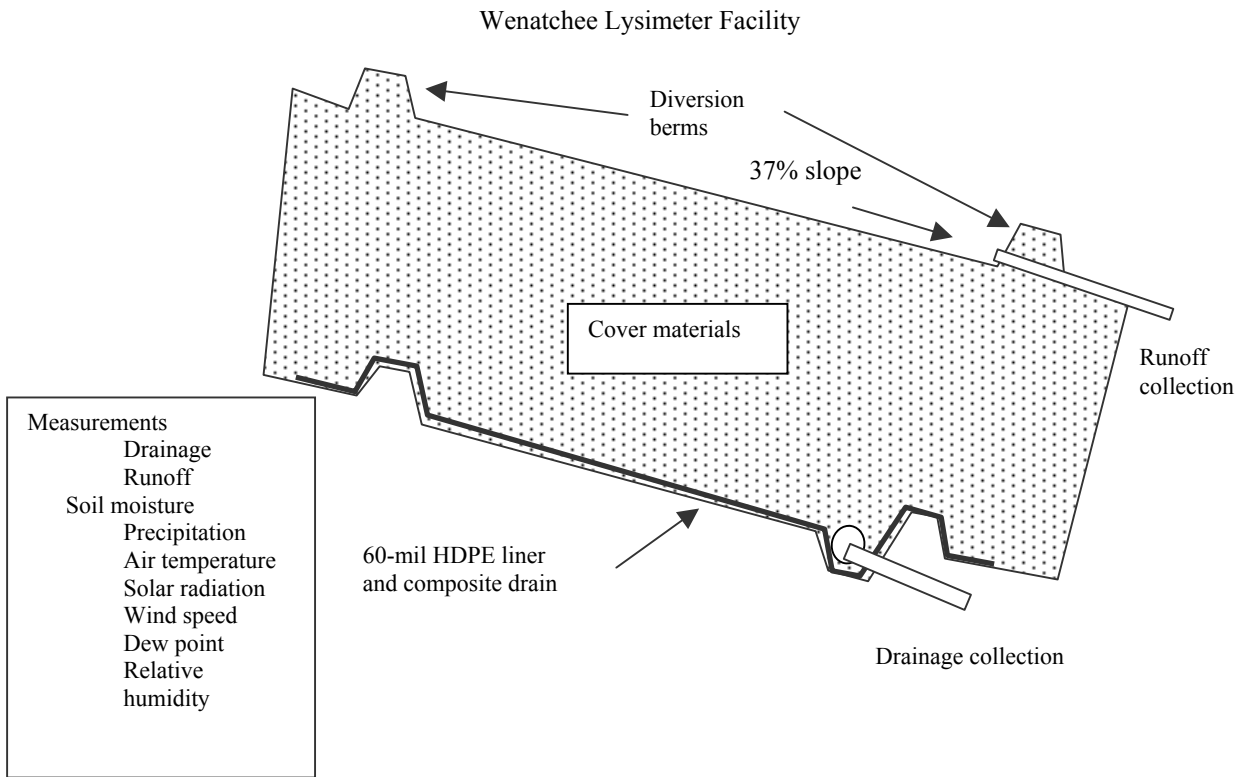 Wenatchee Lysimeter Facility
Diversion
berms
37% slope
Cover materials
Runoff
collection
Measurements
Drainage
Runoff
Soil moisture
Precipitation
Air temperature
Solar radiation
Wind speed
Dew point
Relative
humidity
60-mil HDPE liner
and composite drain
Drainage collection